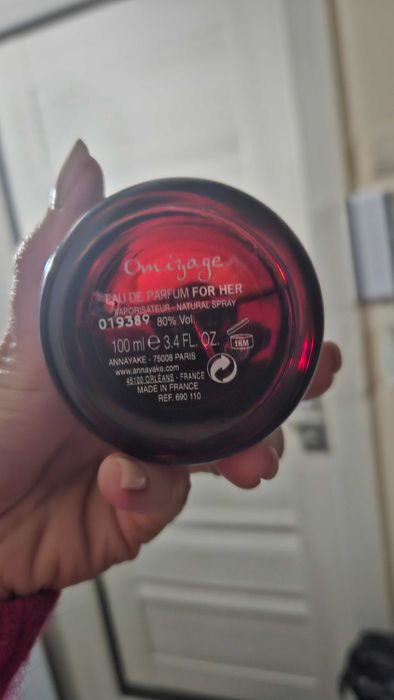 Omizage
EAU DE PARFUM FOR HER
VAPORISATEUR - NATURAL SPRAY
019389 80% Vol.
100 ml ℮ 3.4 FL. OZ. 18M
ANNAYAKE - 75008 PARIS
www.annayake.com
45100 ORLÉANS - FRANCE
MADE IN FRANCE
REF. 690 110